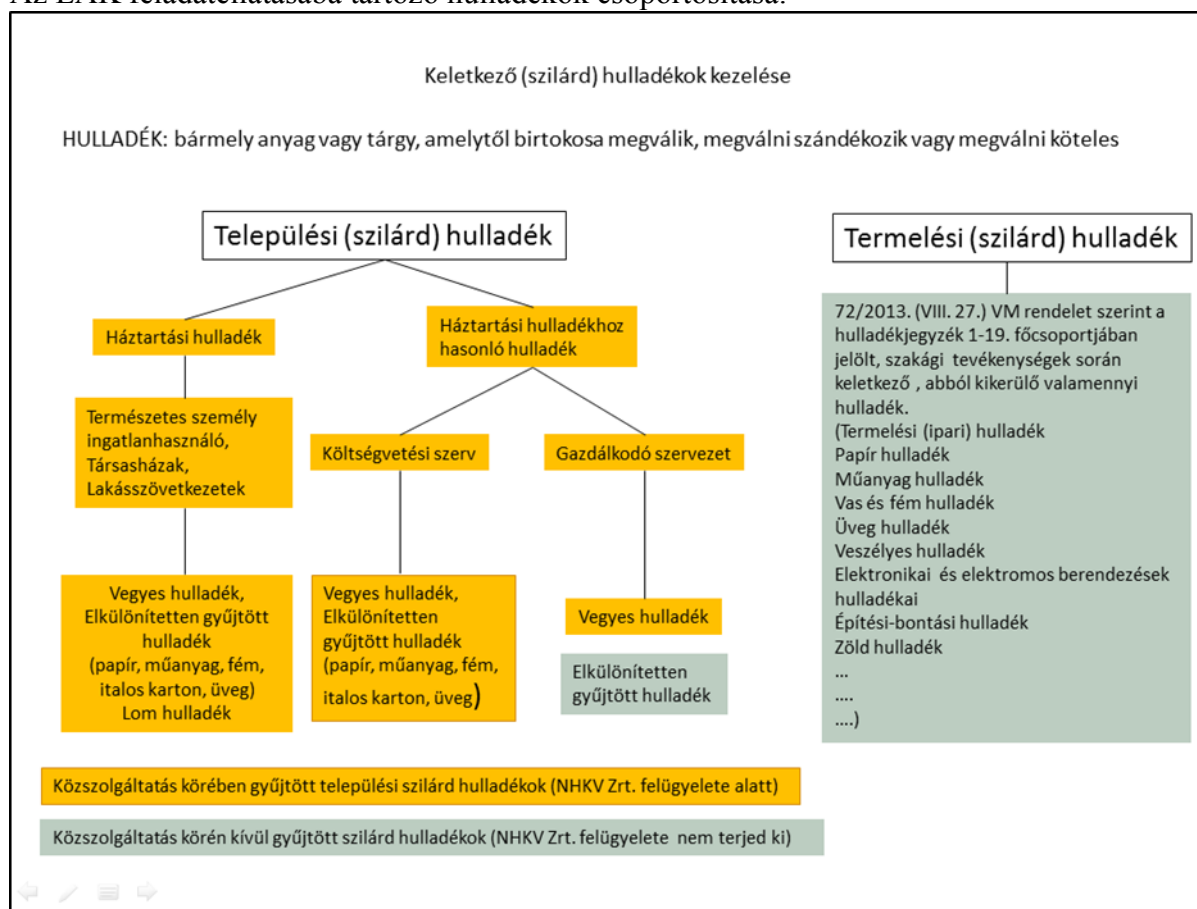 Keletkező (szilárd) hulladékok kezelése
HULLADÉK: bármely anyag vagy tárgy, amelytől birtokosa megválik, megválni szándékozik vagy megválni köteles
Települési (szilárd) hulladék
Termelési (szilárd) hulladék
Háztartási hulladék
Háztartási hulladékhoz
hasonló hulladék
Természetes személy
ingatlanhasználó,
Társasházak,
Lakásszövetkezetek
Költségvetési szerv
Gazdálkodó szervezet
Vegyes hulladék,
Elkülönítetten gyűjtött
hulladék
(papír, műanyag, fém,
italos karton, üveg)
Lom hulladék
Vegyes hulladék,
Elkülönítetten
gyűjtött hulladék
(papír, műanyag, fém,
italos karton, üveg)
Vegyes hulladék
Elkülönítetten
gyűjtött hulladék
72/2013. (VIII. 27.) VM rendelet szerint a
hulladékjegyzék 1-19. főcsoportjában
jelölt, szakági tevékenységek során
keletkező , abból kikerülő valamennyi
hulladék.
(Termelési (ipari) hulladék
Papír hulladék
Műanyag hulladék
Vas és fém hulladék
Üveg hulladék
Veszélyes hulladék
Elektronikai és elektromos berendezések
hulladékai
Építési-bontási hulladék
Zöld hulladék
...
....
....)
Közszolgáltatás körében gyűjtött települési szilárd hulladékok (NHKV Zrt. felügyelete alatt)
Közszolgáltatás körén kívül gyűjtött szilárd hulladékok (NHKV Zrt. felügyelete nem terjed ki)